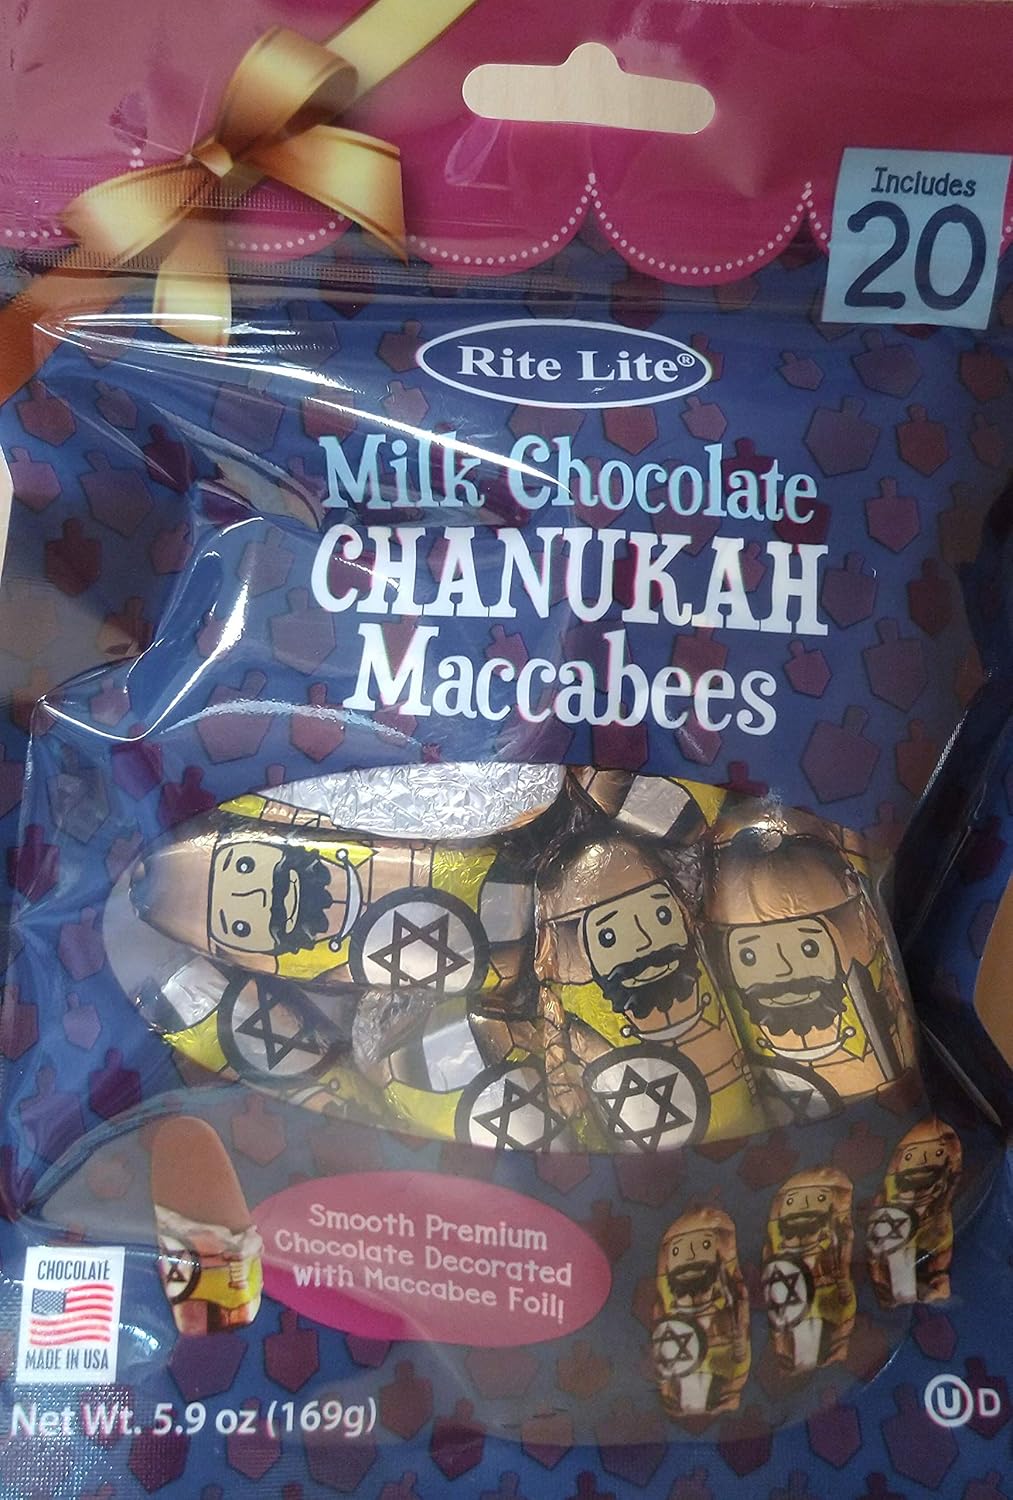 Includes
20
Rite Lite®
Milk Chocolate
CHANUKAH
Maccabees
Smooth Premium
Chocolate Decorated
with Maccabee Foil!
CHOCOLATE
MADE IN USA
Net Wt. 5.9 oz (169g)
U D